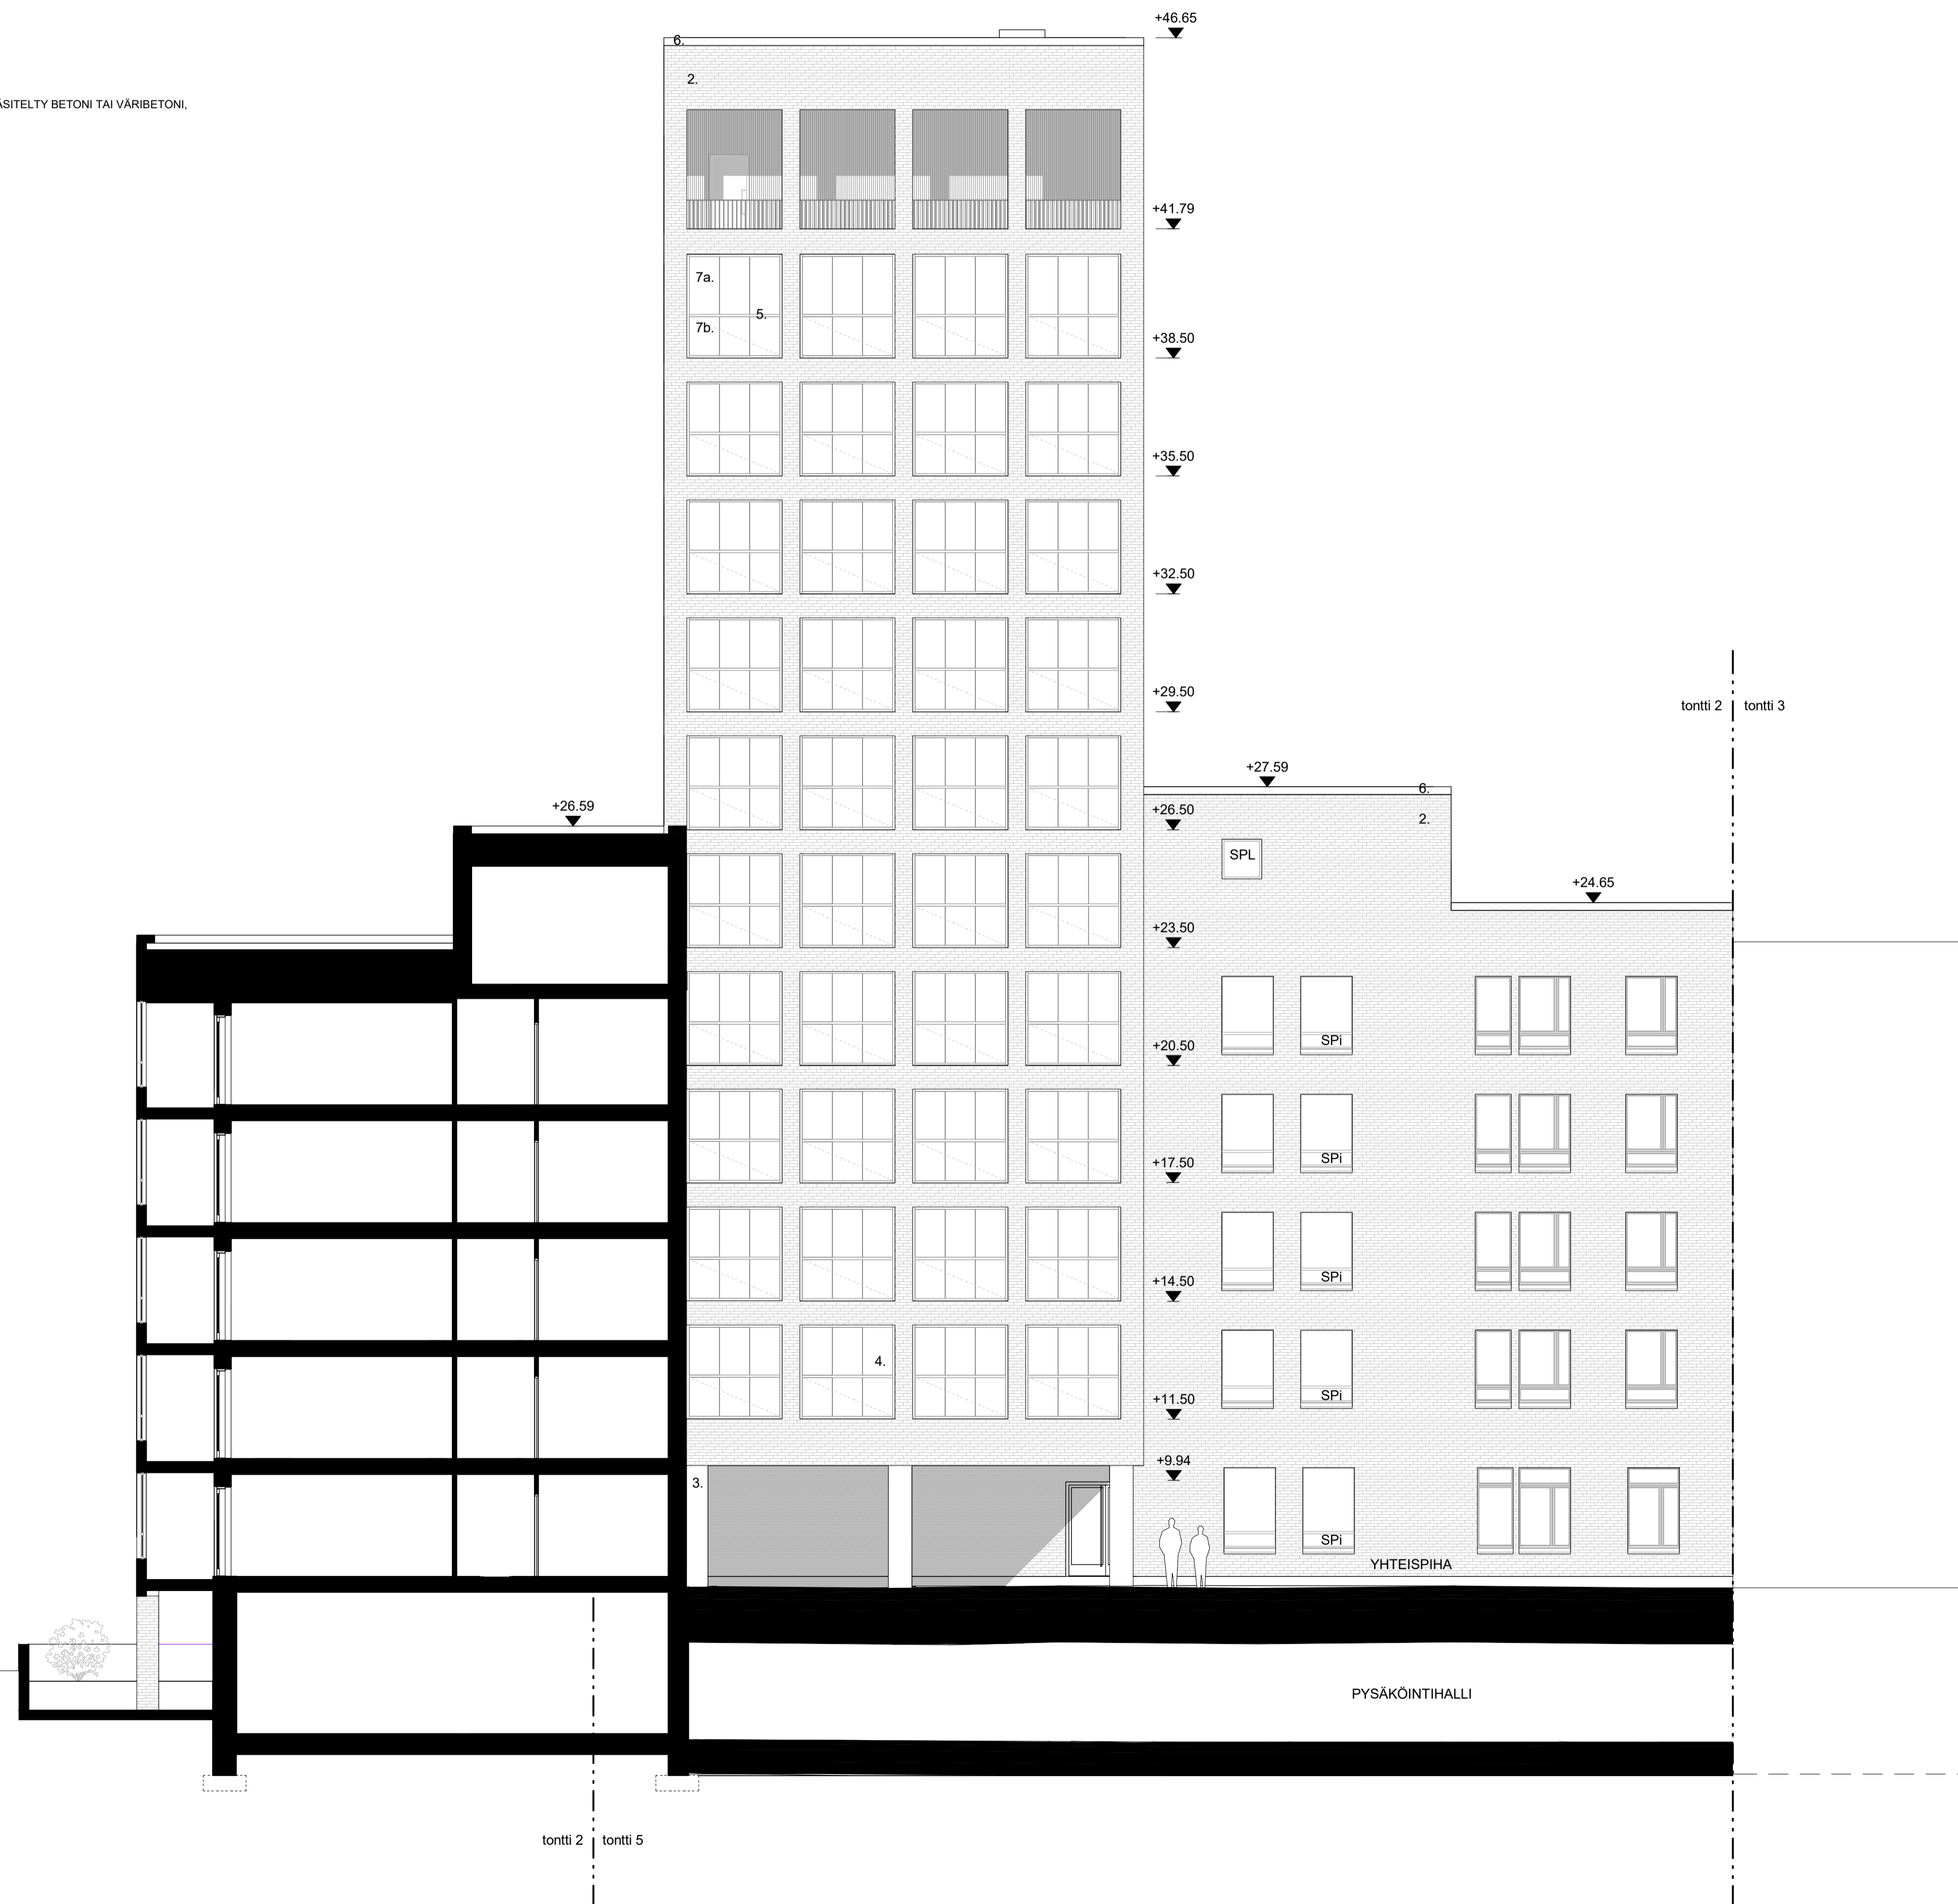 +46.65
6.
2.
ÄSITELTY BETONI TAI VÄRIBETONI,
+41.79
7a.
5.
7b.
+38.50
+35.50
+32.50
+29.50
tontti 2 tontti 3
+27.59
6.
+26.59
+26.50
2.
SPL
+24.65
+23.50
+20.50
SPi
+17.50
SPi
+14.50
SPi
4.
+11.50
SPi
+9.94
3.
SPi
YHTEISPIHA
PYSÄKÖINTIHALLI
tontti 2 tontti 5